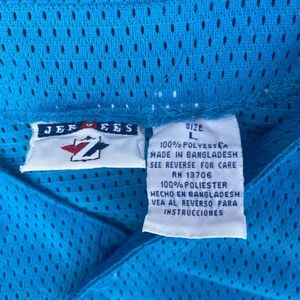 JERZEES
Z
SIZE
L
100% POLYESTER
MADE IN BANGLADESH
SEE REVERSE FOR CARE
RN 13706
100% POLIESTER
HECHO EN BANGLADESH
VEA AL REVERSO PARA
INSTRUCCIONES